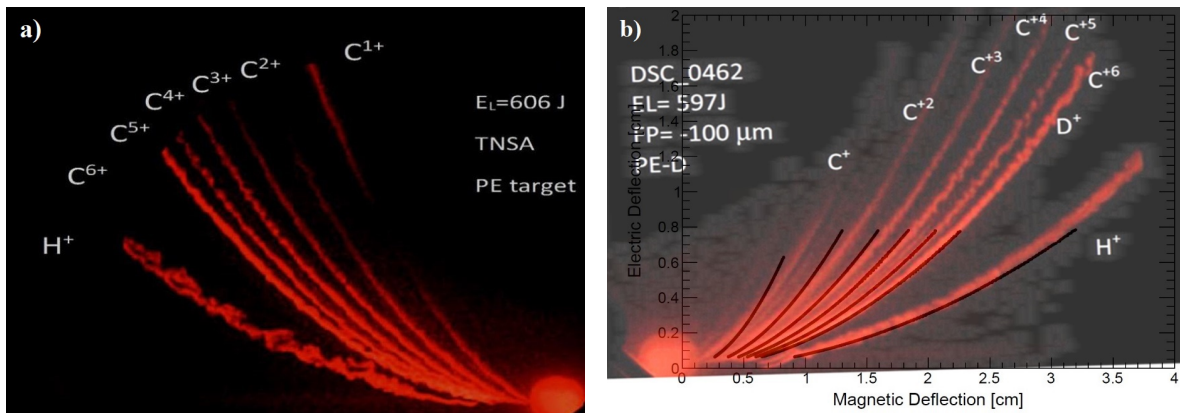 a)
C1+
C2+
C3+
C4+
C5+
C6+
H+
EL=606 J
TNSA
PE target
b)
DSC_0462
EL= 597J
FP= -100 µm
PE-D
C+
C+2
C+3
C+4
C+5
C+6
D+
H+
Electric Deflection [cm]
2
1.8
1.6
1.4
1.2
1
0.8
0.6
0.4
0.2
0
0 0.5 1 1.5 2 2.5 3 3.5 4
Magnetic Deflection [cm]